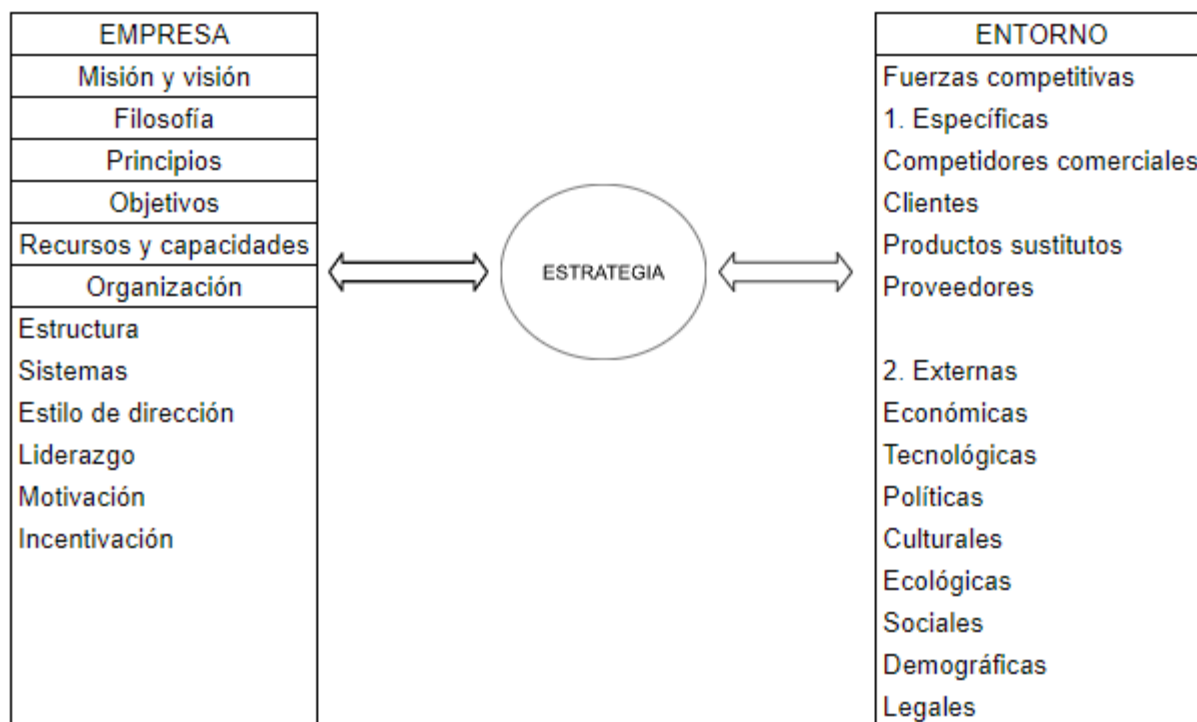 EMPRESA
Misión y visión
Filosofía
Principios
Objetivos
Recursos y capacidades
Organización
Estructura
Sistemas
Estilo de dirección
Liderazgo
Motivación
Incentivación
ESTRATEGIA
ENTORNO
Fuerzas competitivas
1. Específicas
Competidores comerciales
Clientes
Productos sustitutos
Proveedores
2. Externas
Económicas
Tecnológicas
Políticas
Culturales
Ecológicas
Sociales
Demográficas
Legales